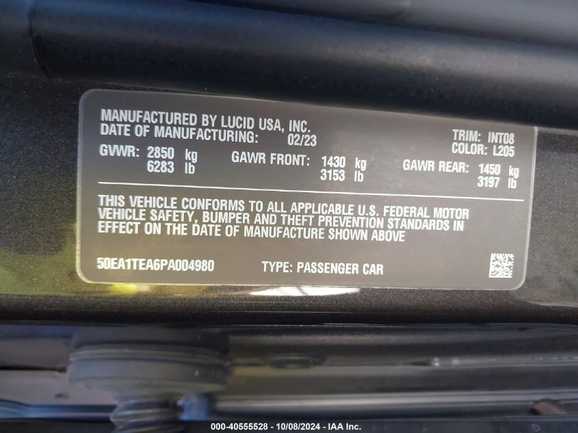 MANUFACTURED BY LUCID USA, INC.
DATE OF MANUFACTURING: 02/23 TRIM: INT08
COLOR: L205
GVWR: 2850 kg GAWR FRONT: 1430 kg GAWR REAR: 1450 kg
6283 lb 3153 lb 3197 lb
THIS VEHICLE CONFORMS TO ALL APPLICABLE U.S. FEDERAL MOTOR
VEHICLE SAFETY, BUMPER AND THEFT PREVENTION STANDARDS IN
EFFECT ON THE DATE OF MANUFACTURE SHOWN ABOVE
50EA1TEA6PA004980 TYPE: PASSENGER CAR
000-40555528 - 10/08/2024 - IAA Inc.